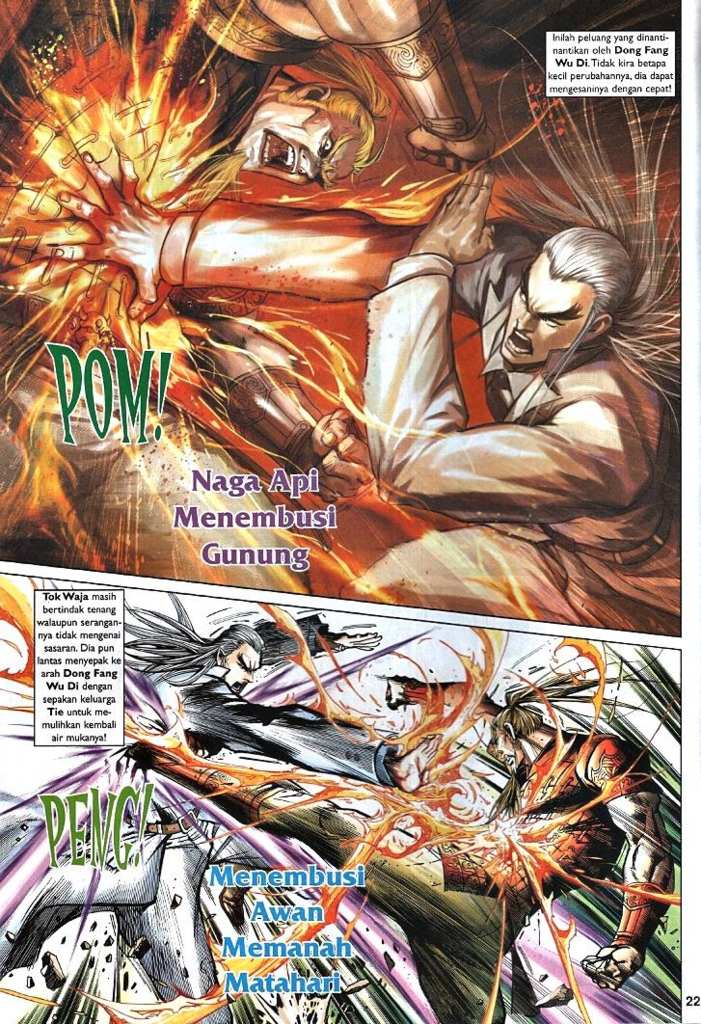 Inilah peluang yang dinanti-
nantikan oleh Dong Fang
Wu Di. Tidak kira betapa
kecil perubahannya, dia dapat
mengesaninya dengan cepat!
POM!
Naga Api
Menembusi
Gunung
Tok Waja masih
bertindak tenang
walaupun serangan-
nya tidak mengenai
sasaran. Dia pun
lantas menyepak ke
arah Dong Fang
Wu Di dengan
sepakan keluarga
Tie untuk me-
mulihkan kembali
air mukanya!
PENG!
Menembusi
Awan
Memanah
Matahari
22